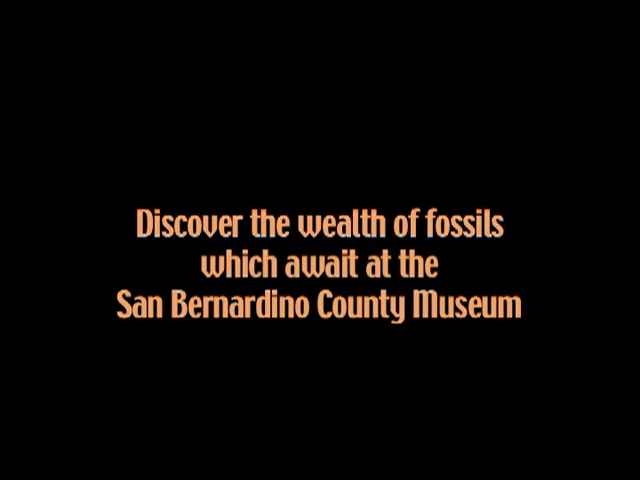 Discover the wealth of fossils
which await at the
San Bernardino County Museum